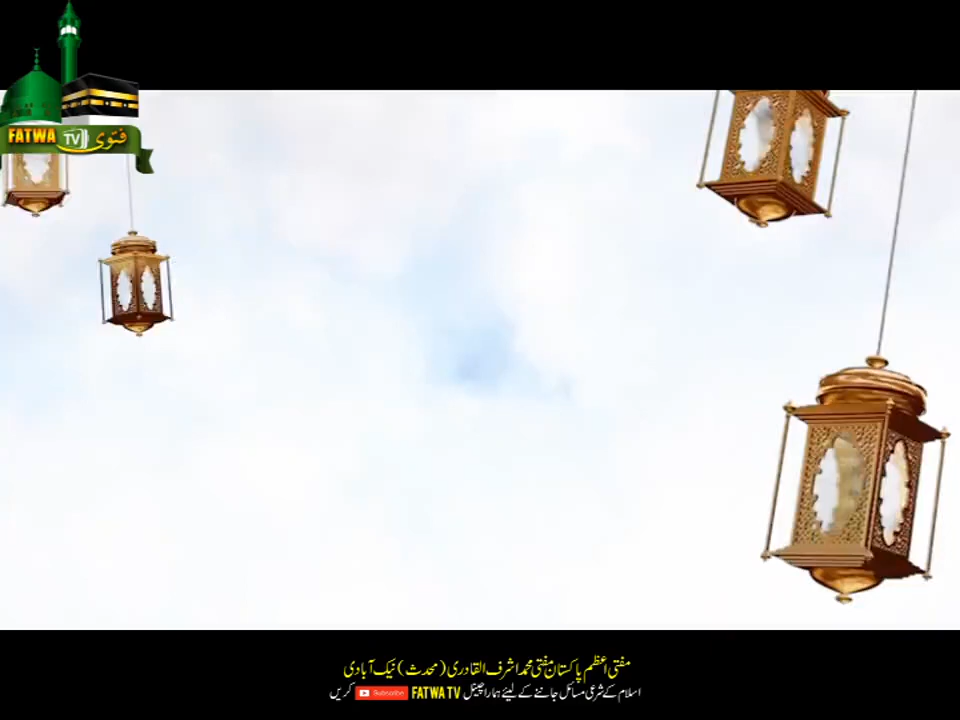 FATWA TV فتویٰ
مفتی اعظم پاکستان مفتی محمد اشرف القادری (محدث) نیک آبادی
اسلام کے شرعی مسائل جاننے کے لیئے ہمارا چینل FATWA TV Subscribe کریں